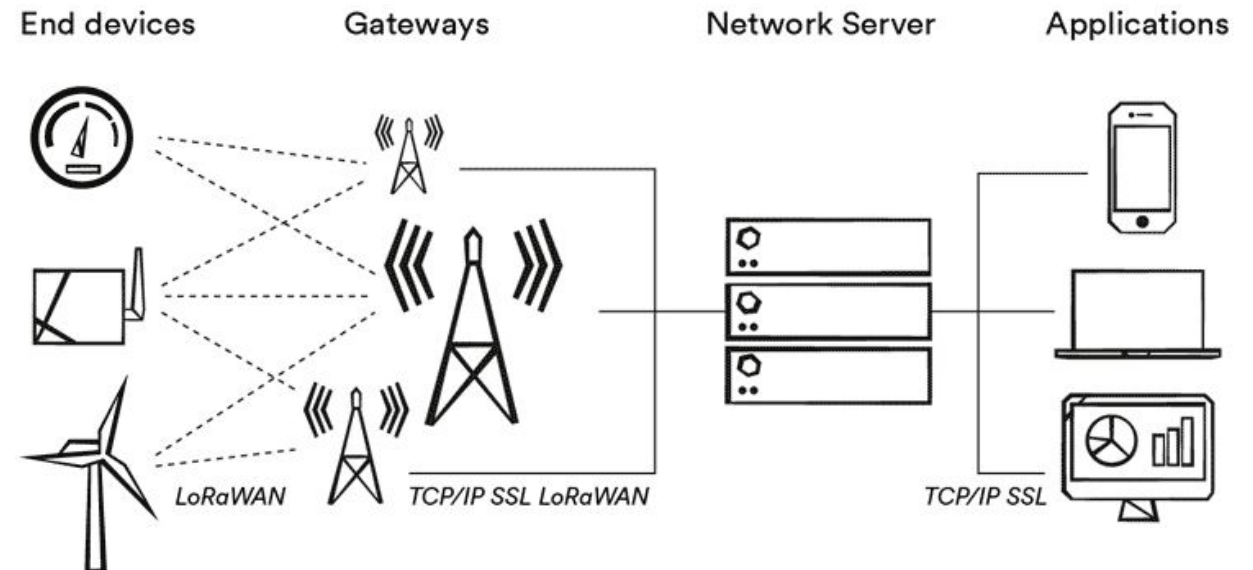 End devices
Gateways
Network Server
Applications
LoRaWAN
TCP/IP SSL LoRaWAN
TCP/IP SSL